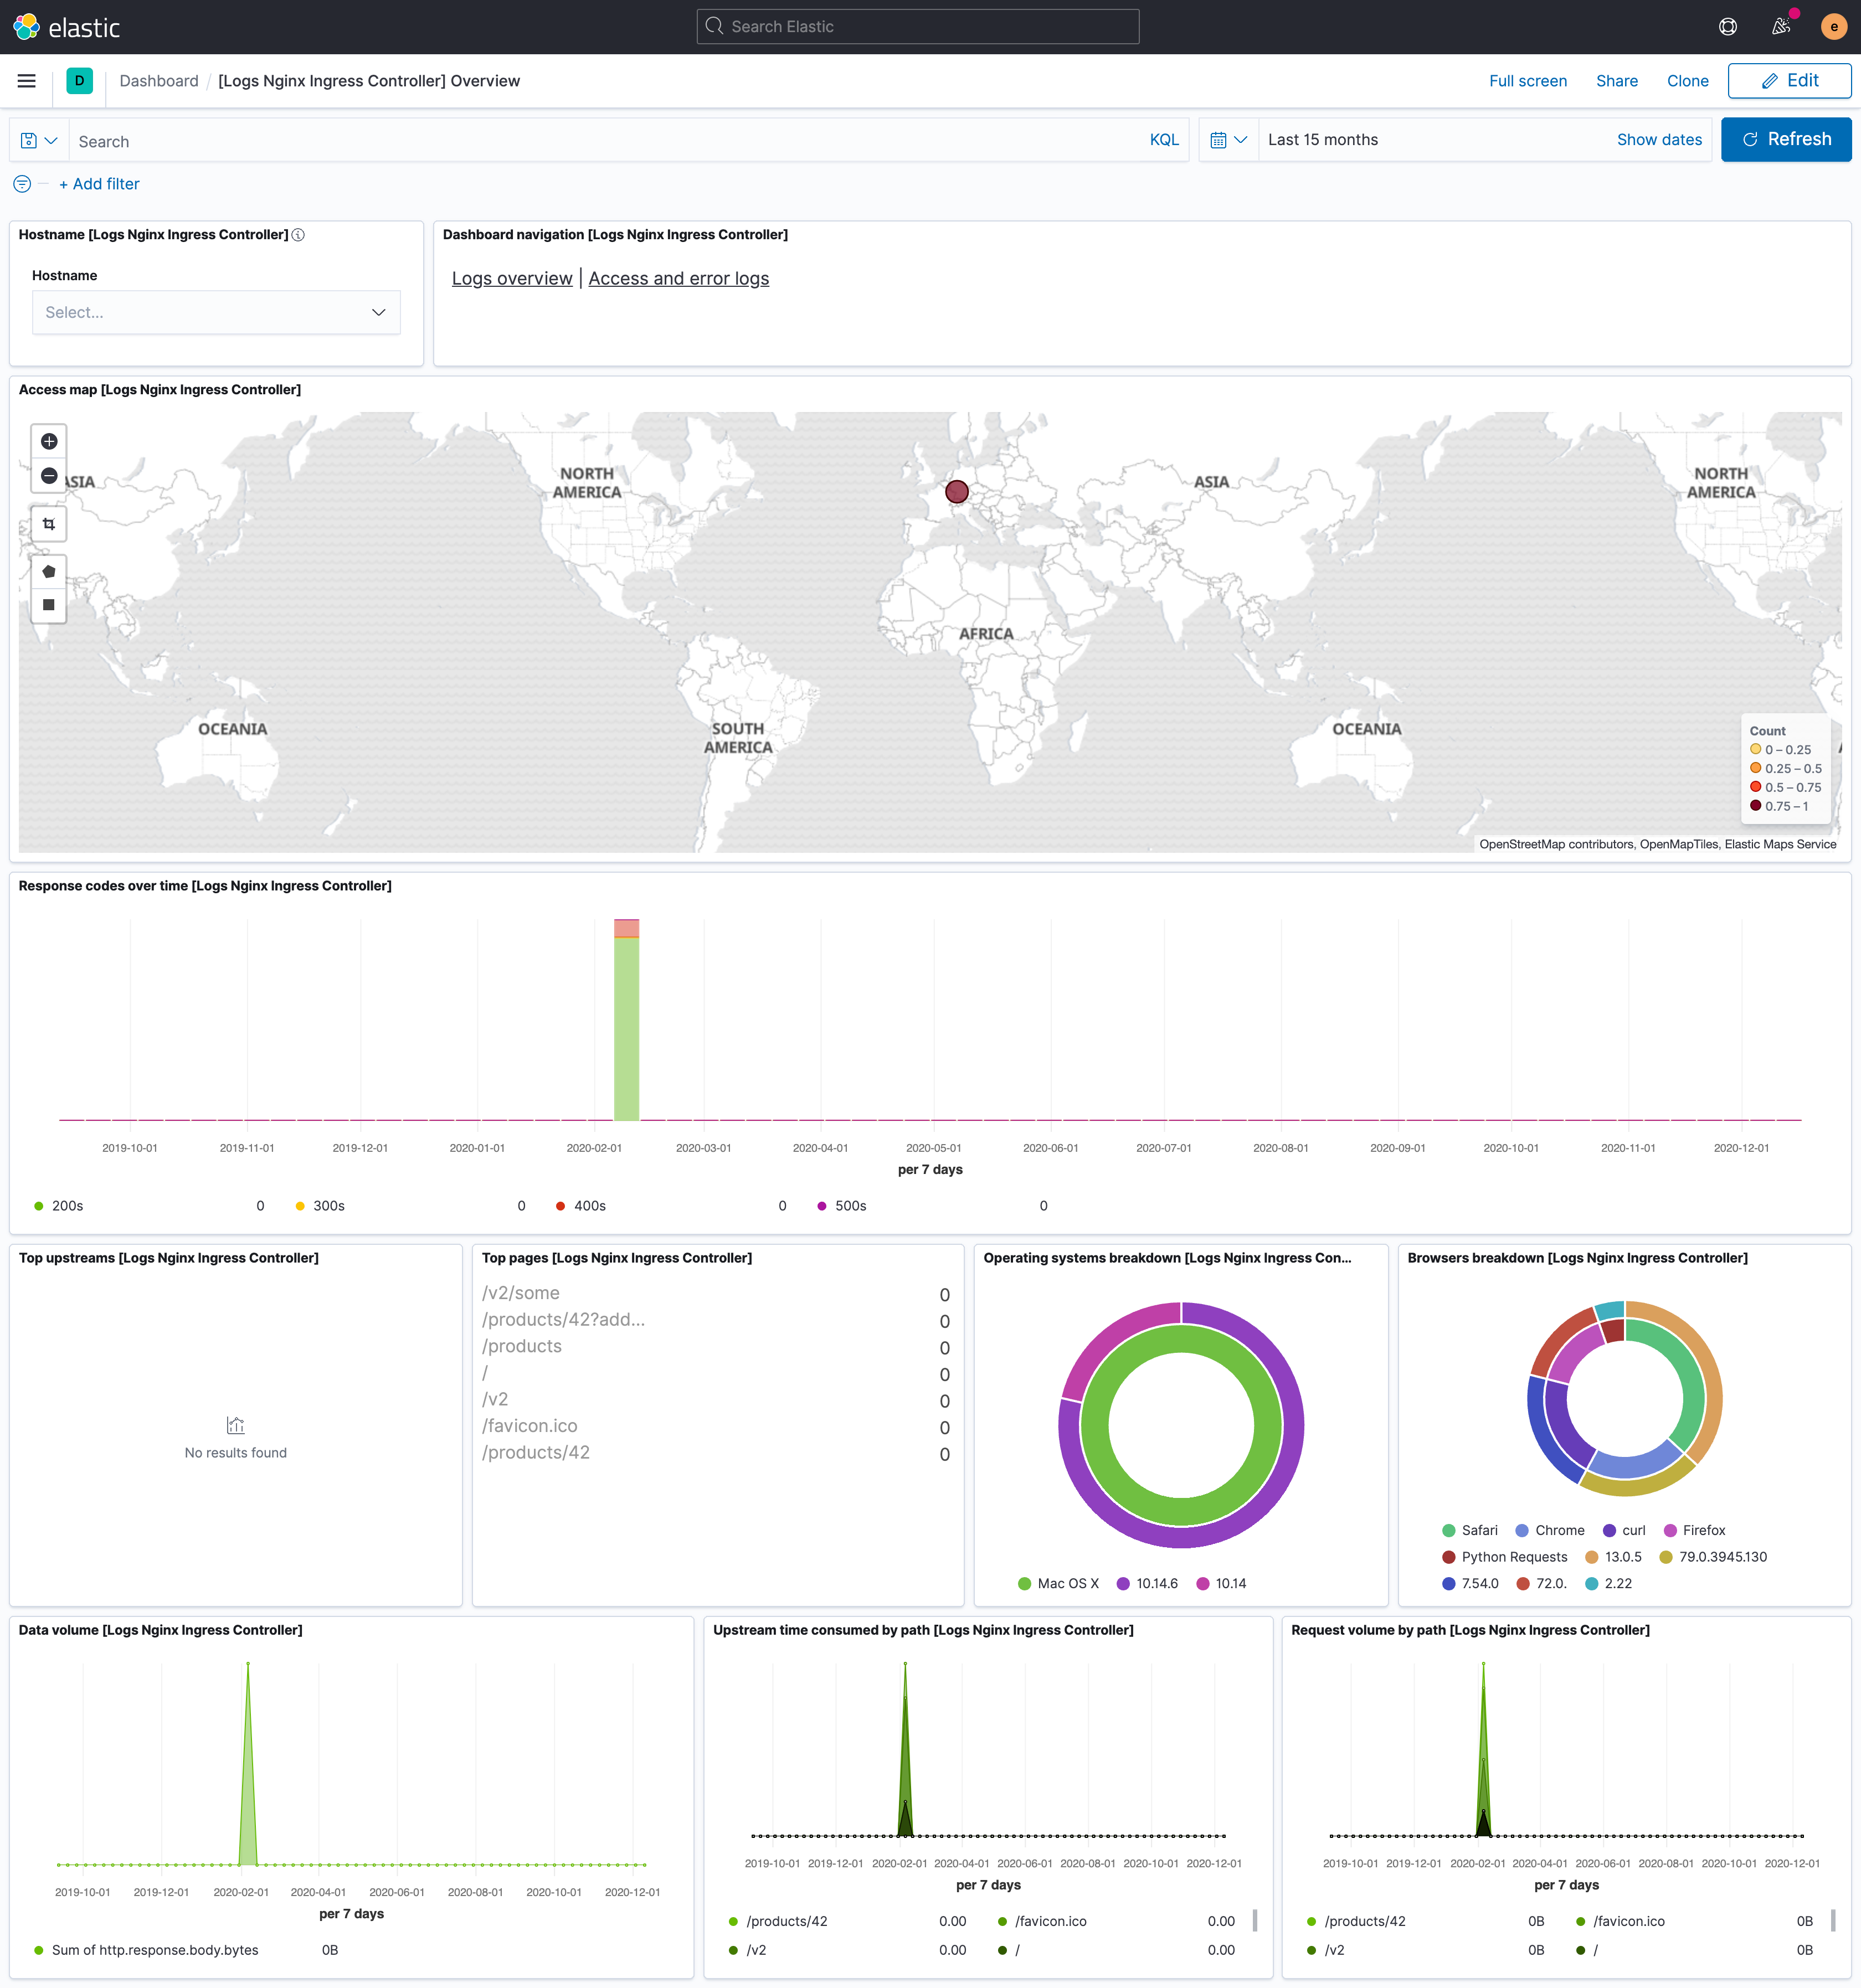 elastic
Search Elastic
e
D
Dashboard / [Logs Nginx Ingress Controller] Overview
Full screen
Share
Clone
Edit
Search
KQL
Last 15 months
Show dates
Refresh
+ Add filter
Hostname [Logs Nginx Ingress Controller]
Hostname
Select...
Dashboard navigation [Logs Nginx Ingress Controller]
Logs overview | Access and error logs
Access map [Logs Nginx Ingress Controller]
ASIA
NORTH
AMERICA
ASIA
NORTH
AMERICA
AFRICA
OCEANIA
SOUTH
AMERICA
OCEANIA
Count
0 – 0.25
0.25 – 0.5
0.5 – 0.75
0.75 – 1
OpenStreetMap contributors, OpenMapTiles, Elastic Maps Service
Response codes over time [Logs Nginx Ingress Controller]
2019-10-01 2019-11-01 2019-12-01 2020-01-01 2020-02-01 2020-03-01 2020-04-01 2020-05-01 2020-06-01 2020-07-01 2020-08-01 2020-09-01 2020-10-01 2020-11-01 2020-12-01
per 7 days
200s 0 300s 0 400s 0 500s 0
Top upstreams [Logs Nginx Ingress Controller]
No results found
Top pages [Logs Nginx Ingress Controller]
/v2/some 0
/products/42?add... 0
/products 0
/ 0
/v2 0
/favicon.ico 0
/products/42 0
Operating systems breakdown [Logs Nginx Ingress Con...
Mac OS X 10.14.6 10.14
Browsers breakdown [Logs Nginx Ingress Controller]
Safari Chrome curl Firefox
Python Requests 13.0.5 79.0.3945.130
7.54.0 72.0. 2.22
Data volume [Logs Nginx Ingress Controller]
2019-10-01 2019-12-01 2020-02-01 2020-04-01 2020-06-01 2020-08-01 2020-10-01 2020-12-01
per 7 days
Sum of http.response.body.bytes 0B
Upstream time consumed by path [Logs Nginx Ingress Controller]
2019-10-01 2019-12-01 2020-02-01 2020-04-01 2020-06-01 2020-08-01 2020-10-01 2020-12-01
per 7 days
/products/42 0.00 /favicon.ico 0.00
/v2 0.00 / 0.00
Request volume by path [Logs Nginx Ingress Controller]
2019-10-01 2019-12-01 2020-02-01 2020-04-01 2020-06-01 2020-08-01 2020-10-01 2020-12-01
per 7 days
/products/42 0B /favicon.ico 0B
/v2 0B / 0B